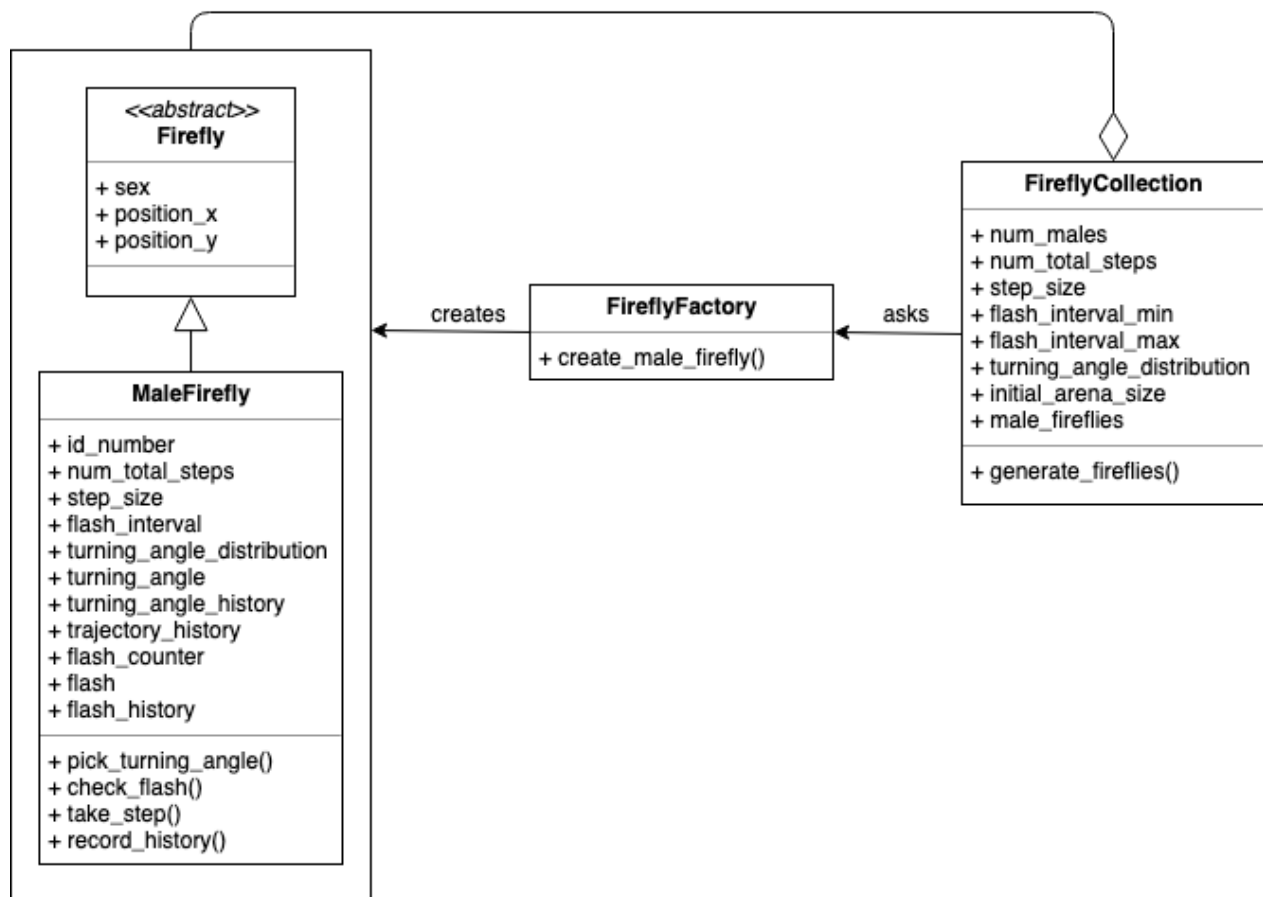 <<abstract>>
Firefly
+ sex
+ position_x
+ position_y
MaleFirefly
+ id_number
+ num_total_steps
+ step_size
+ flash_interval
+ turning_angle_distribution
+ turning_angle
+ turning_angle_history
+ trajectory_history
+ flash_counter
+ flash
+ flash_history
+ pick_turning_angle()
+ check_flash()
+ take_step()
+ record_history()
creates
FireflyFactory
+ create_male_firefly()
asks
FireflyCollection
+ num_males
+ num_total_steps
+ step_size
+ flash_interval_min
+ flash_interval_max
+ turning_angle_distribution
+ initial_arena_size
+ male_fireflies
+ generate_fireflies()